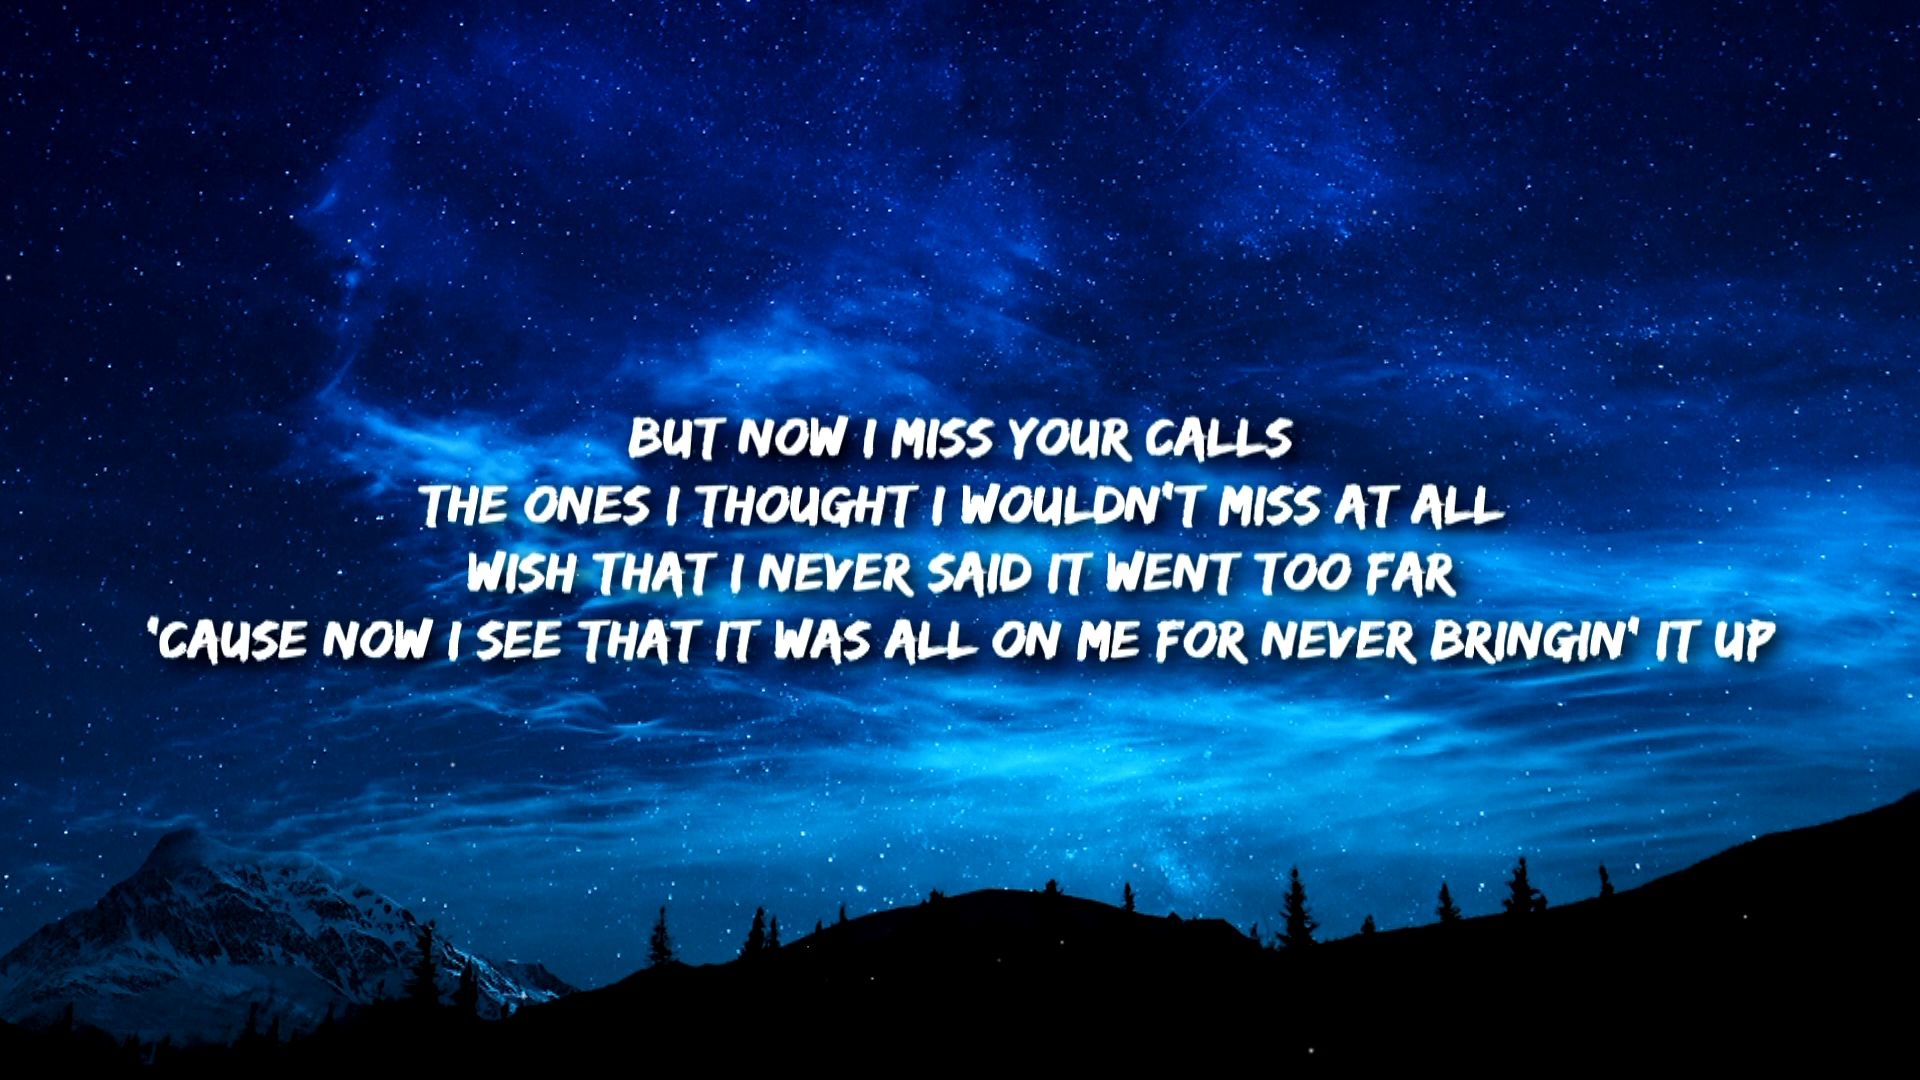 BUT NOW I MISS YOUR CALLS
THE ONES I THOUGHT I WOULDN'T MISS AT ALL
WISH THAT I NEVER SAID IT WENT TOO FAR
'CAUSE NOW I SEE THAT IT WAS ALL ON ME FOR NEVER BRINGIN' IT UP